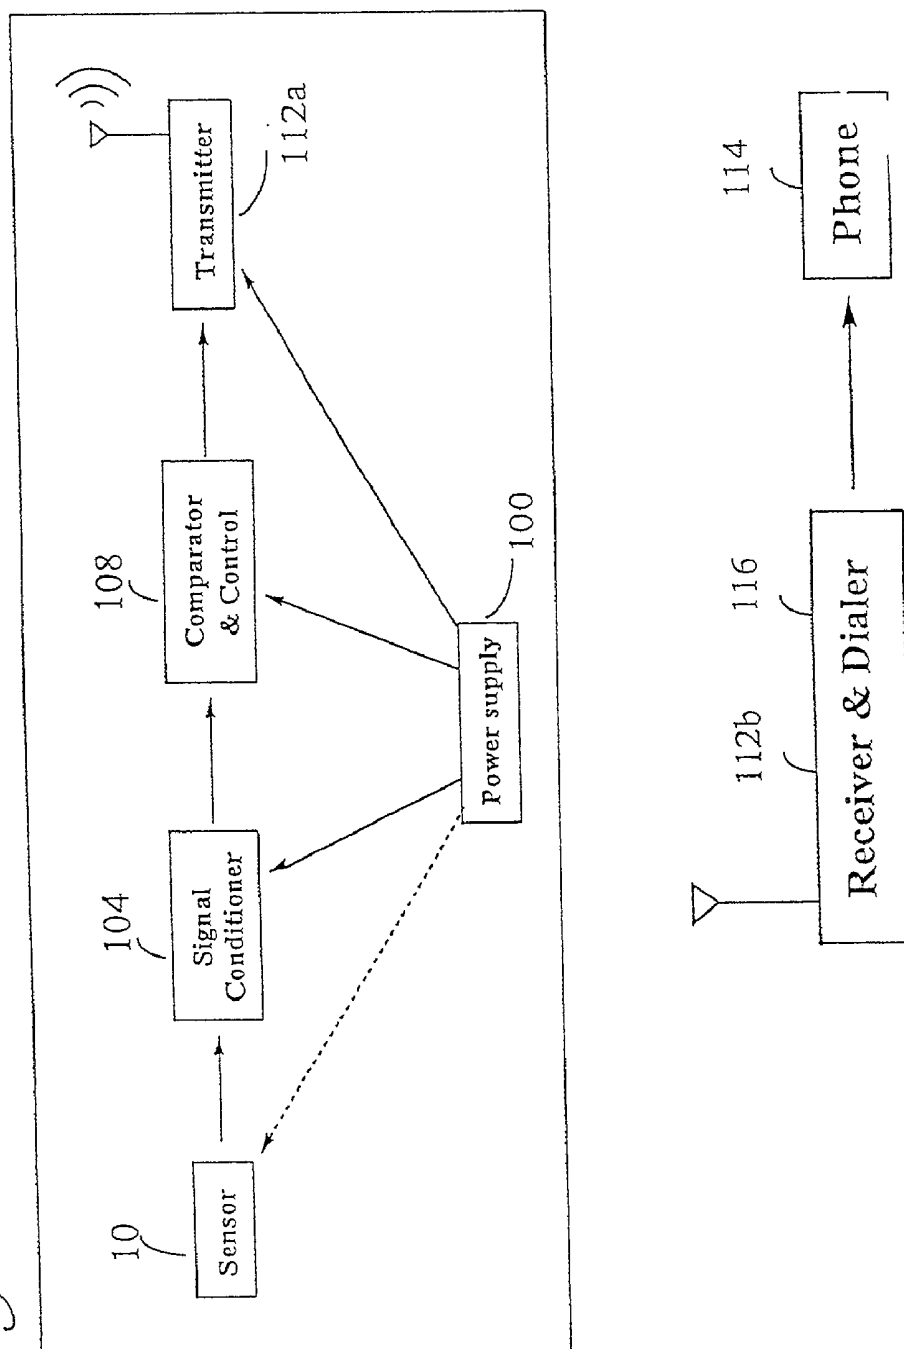 10
Sensor
104
Signal
Conditioner
108
Comparator
& Control
Transmitter
112a
Power supply
100
112b
116
Receiver & Dialer
114
Phone